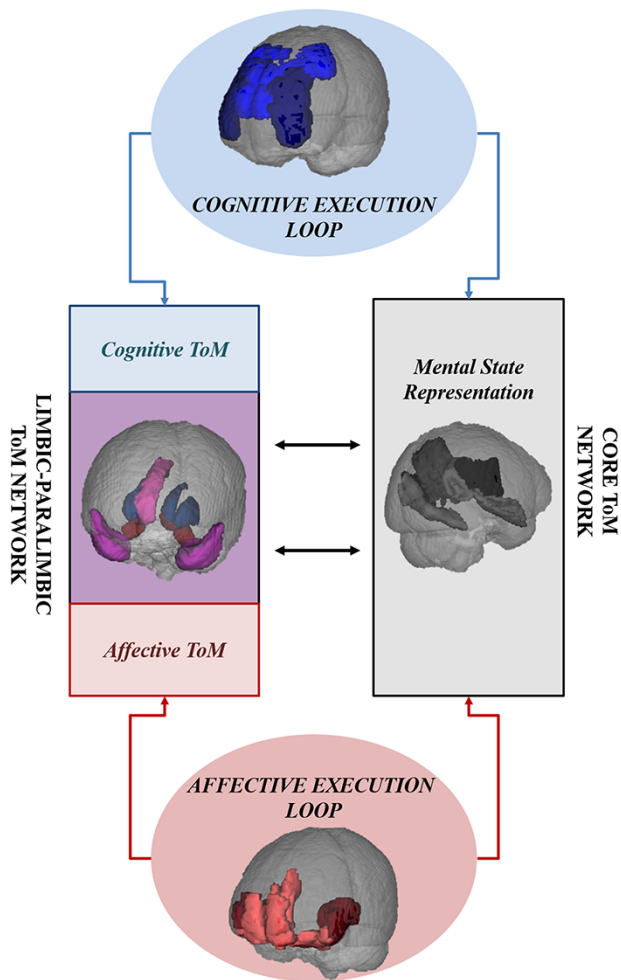 COGNITIVE EXECUTION
LOOP
Cognitive ToM
LIMBIC-PARALIMBIC
ToM NETWORK
Mental State
Representation
CORE ToM
NETWORK
Affective ToM
AFFECTIVE EXECUTION
LOOP